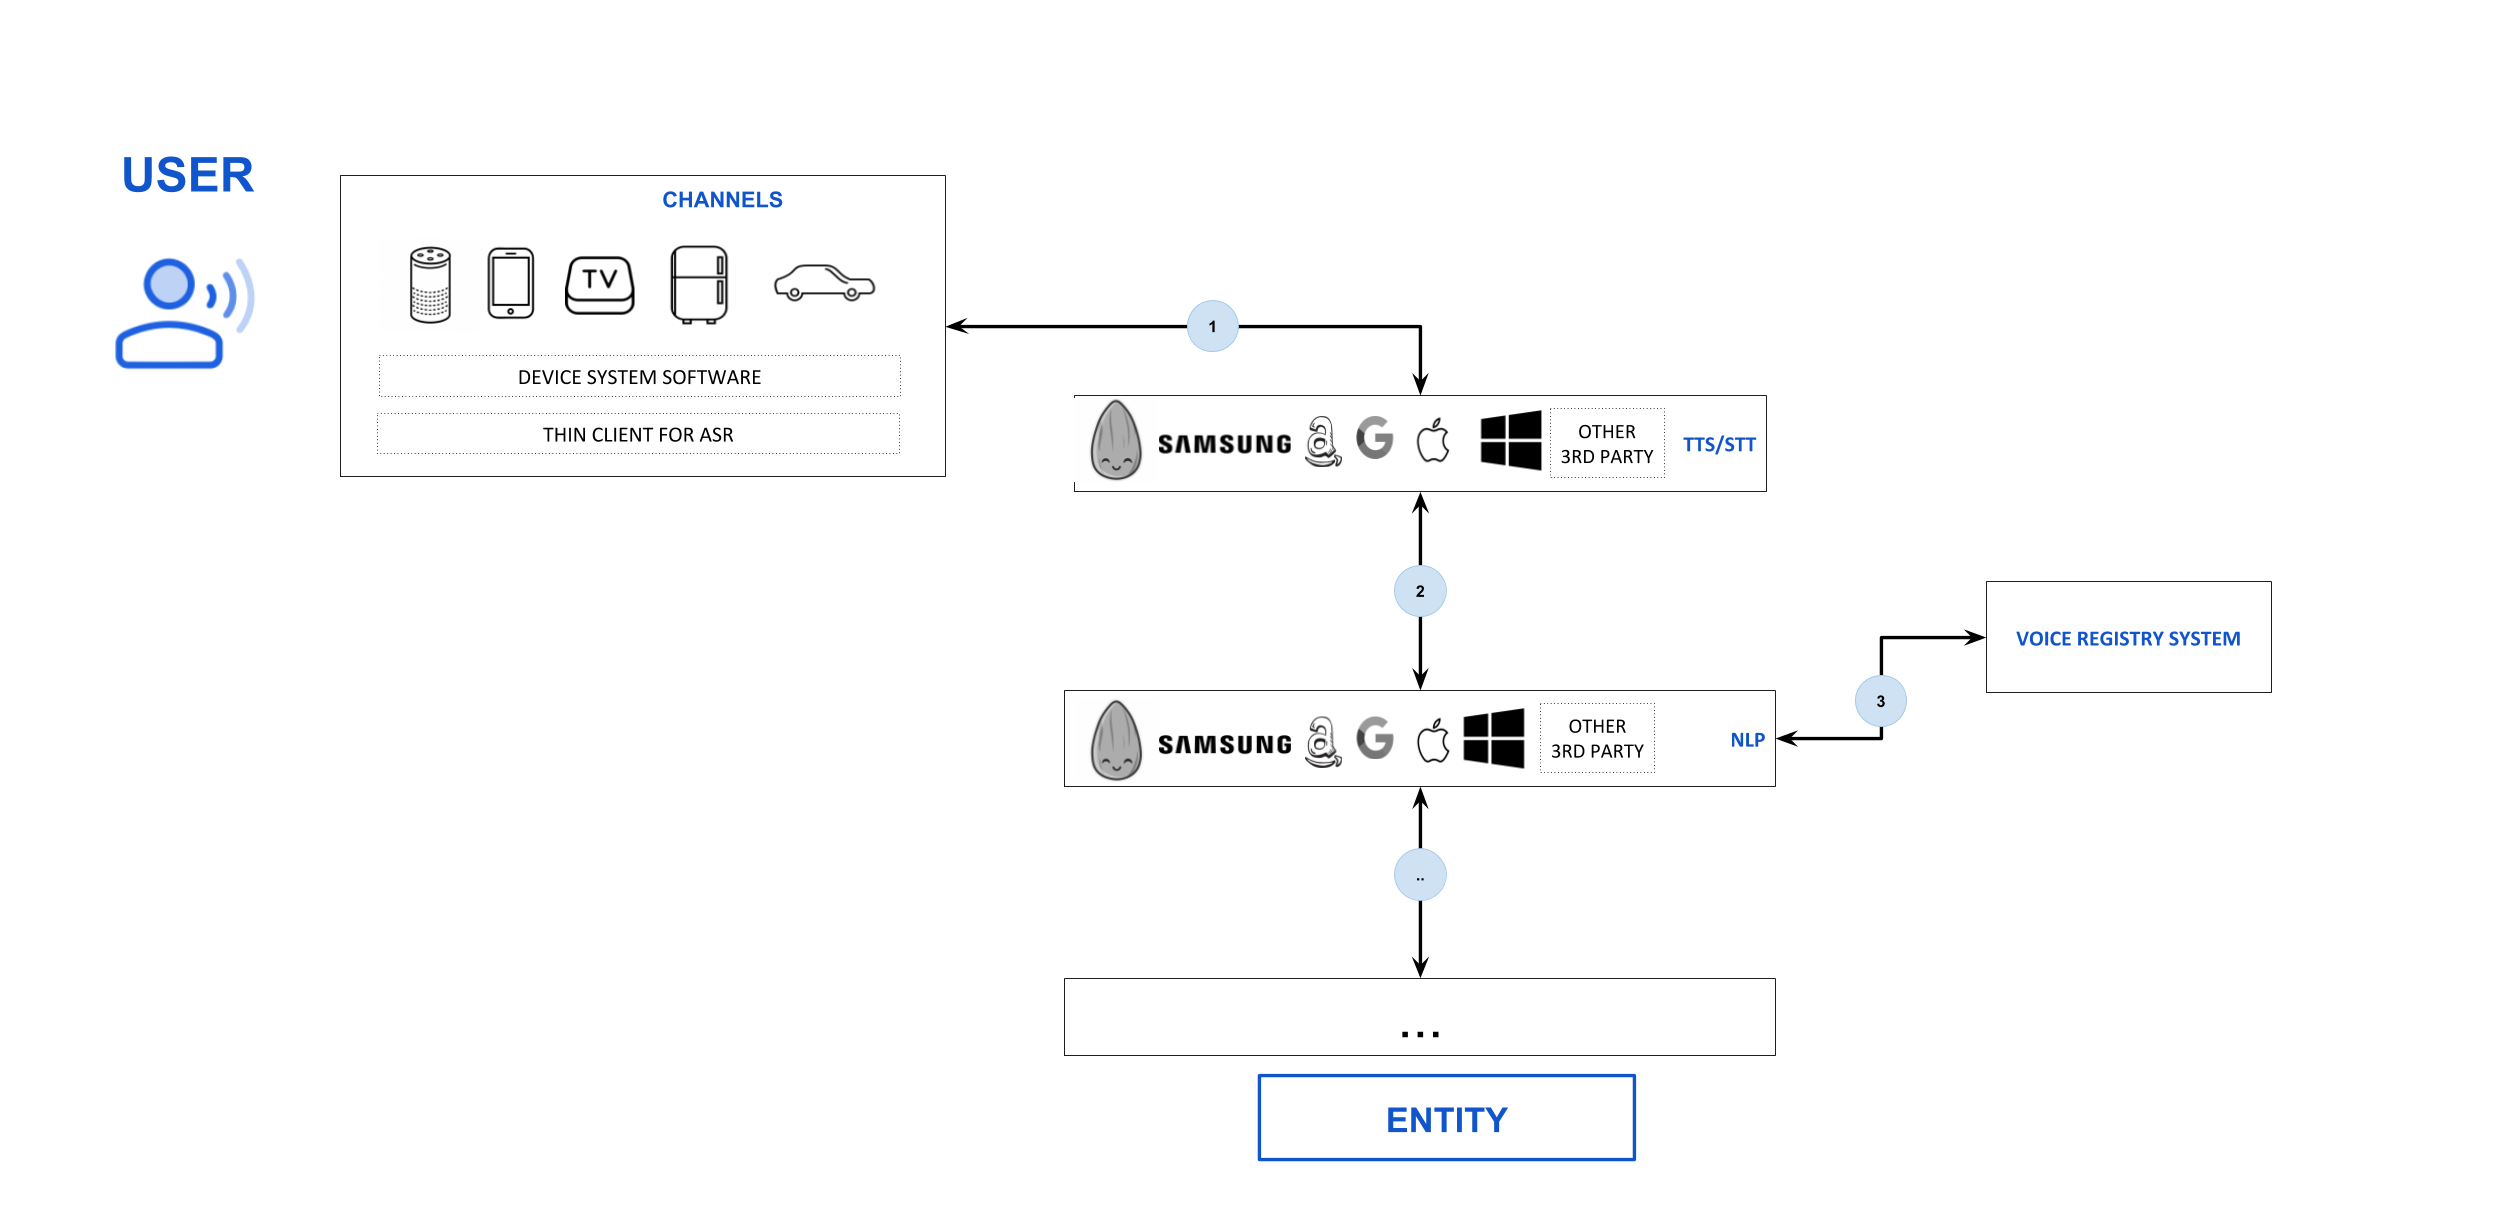 USER
CHANNELS
TV
DEVICE SYSTEM SOFTWARE
THIN CLIENT FOR ASR
1
SAMSUNG
a
G
OTHER
3RD PARTY
TTS/STT
2
VOICE REGISTRY SYSTEM
3
SAMSUNG
a
G
OTHER
3RD PARTY
NLP
..
...
ENTITY